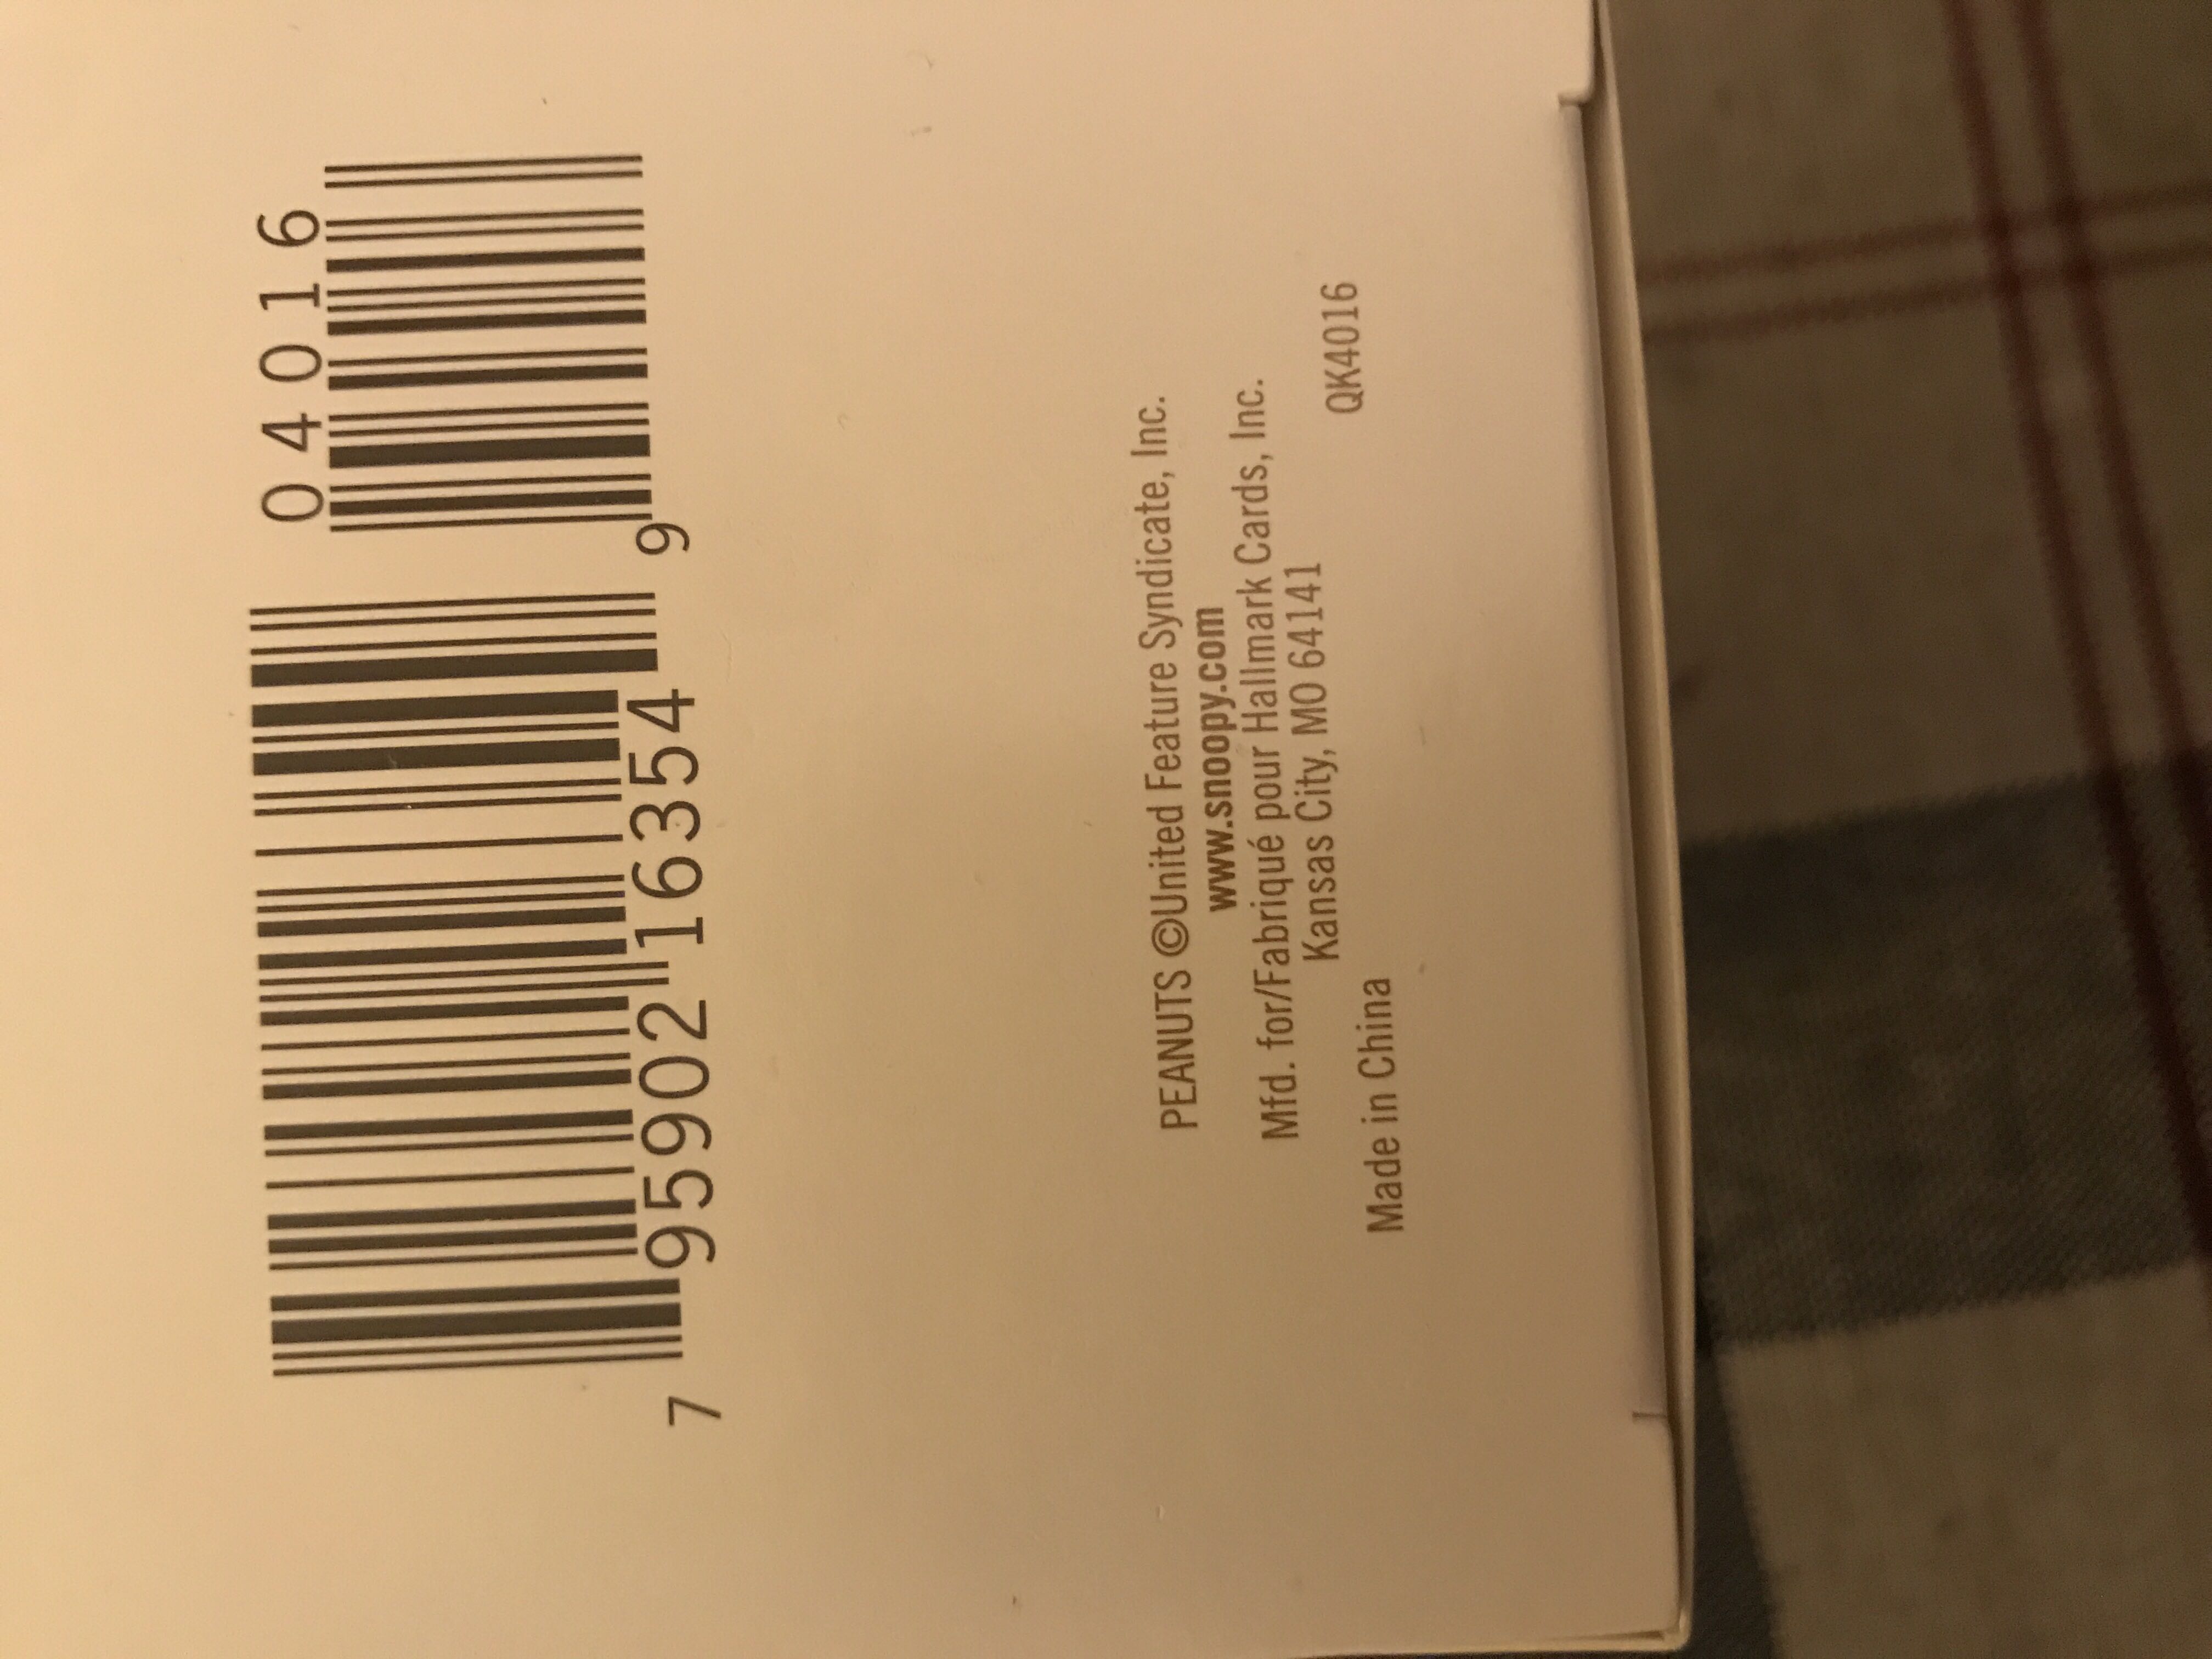 04016
7 95902 16354 9
PEANUTS ©United Feature Syndicate, Inc.
www.snoopy.com
Mfd. for/Fabriqué pour Hallmark Cards, Inc.
Kansas City, MO 64141
Made in China QK4016